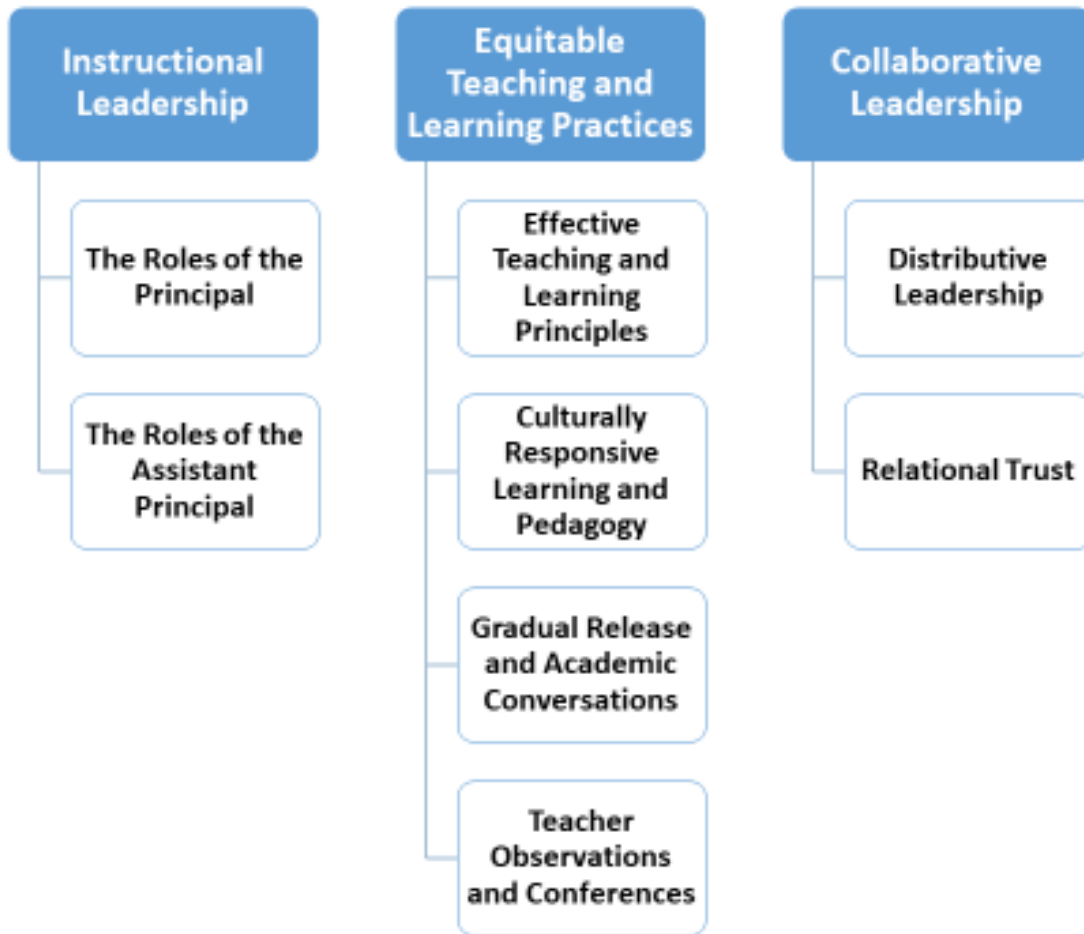 Instructional
Leadership
The Roles of the
Principal
The Roles of the
Assistant
Principal
Equitable
Teaching and
Learning Practices
Effective
Teaching and
Learning
Principles
Culturally
Responsive
Learning and
Pedagogy
Gradual Release
and Academic
Conversations
Teacher
Observations
and Conferences
Collaborative
Leadership
Distributive
Leadership
Relational Trust